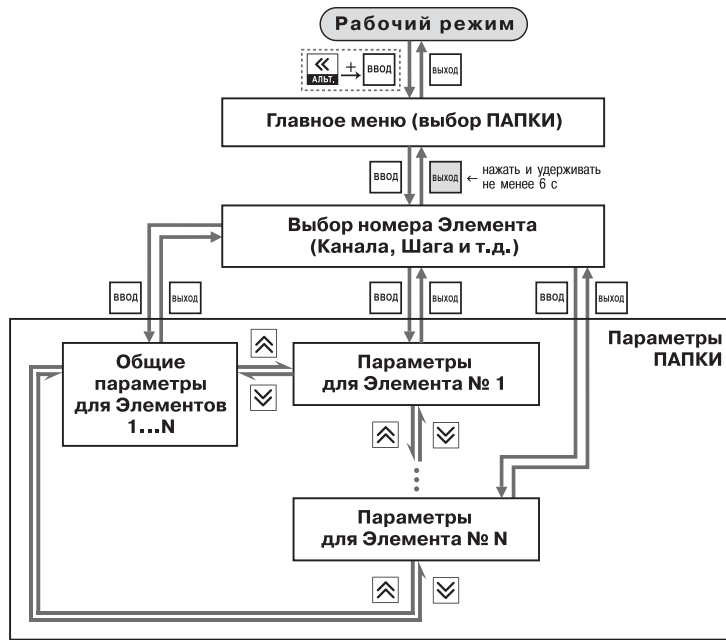 Рабочий режим
АЛЬТ.
+
ВВОД
ВЫХОД
Главное меню (выбор ПАПКИ)
ВВОД
ВЫХОД
← нажать и удерживать
не менее 6 с
Выбор номера Элемента
(Канала, Шага и т.д.)
ВВОД
ВЫХОД
ВВОД
ВЫХОД
ВВОД
ВЫХОД
Параметры
ПАПКИ
Общие
параметры
для Элементов
1...N
Параметры
для Элемента № 1
Параметры
для Элемента № N